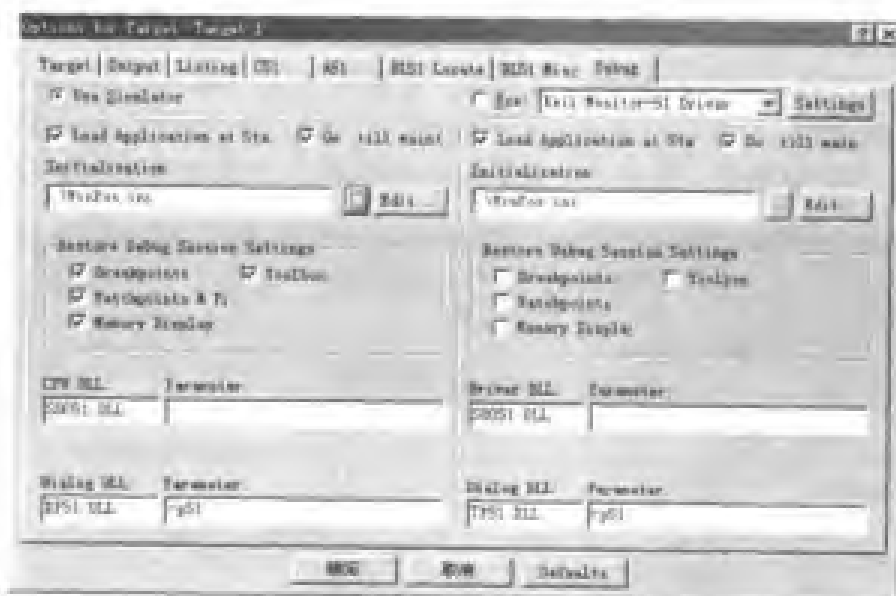 Options for Target 'Target 1'
Target Output Listing C51 A51 BL51 Locate BL51 Misc Debug
Use Simulator
Use: Keil Monitor-51 Driver Settings
Load Application at Sta Go till main( Load Application at Sta Go till main
Initialization Initialization
Edit... Edit...
Restore Debug Session Settings Restore Debug Session Settings
Breakpoints Toolbox Breakpoints Toolbox
Watchpoints & P Watchpoints
Memory Display Memory Display
CPU DLL: Parameter: Driver DLL: Parameter:
S8051.DLL S8051.DLL
Dialog DLL: Parameter: Dialog DLL: Parameter:
DP51.DLL -p51 TP51.DLL -p51
确定 取消 Defaults